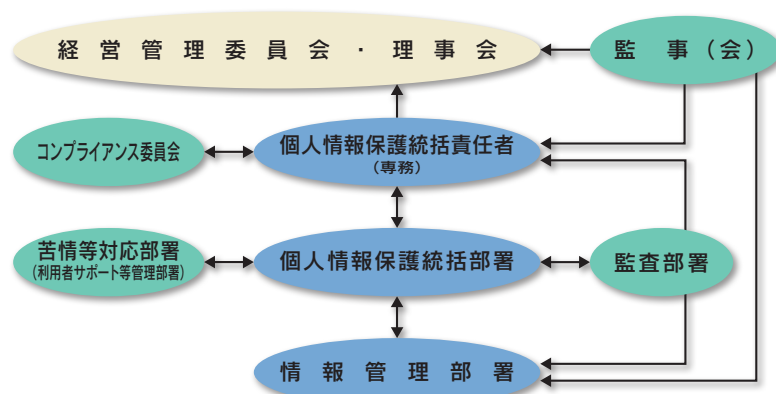 経営管理委員会・理事会
監事(会)
コンプライアンス委員会
個人情報保護統括責任者
(専務)
苦情等対応部署
(利用者サポート等管理部署)
個人情報保護統括部署
監査部署
情報管理部署